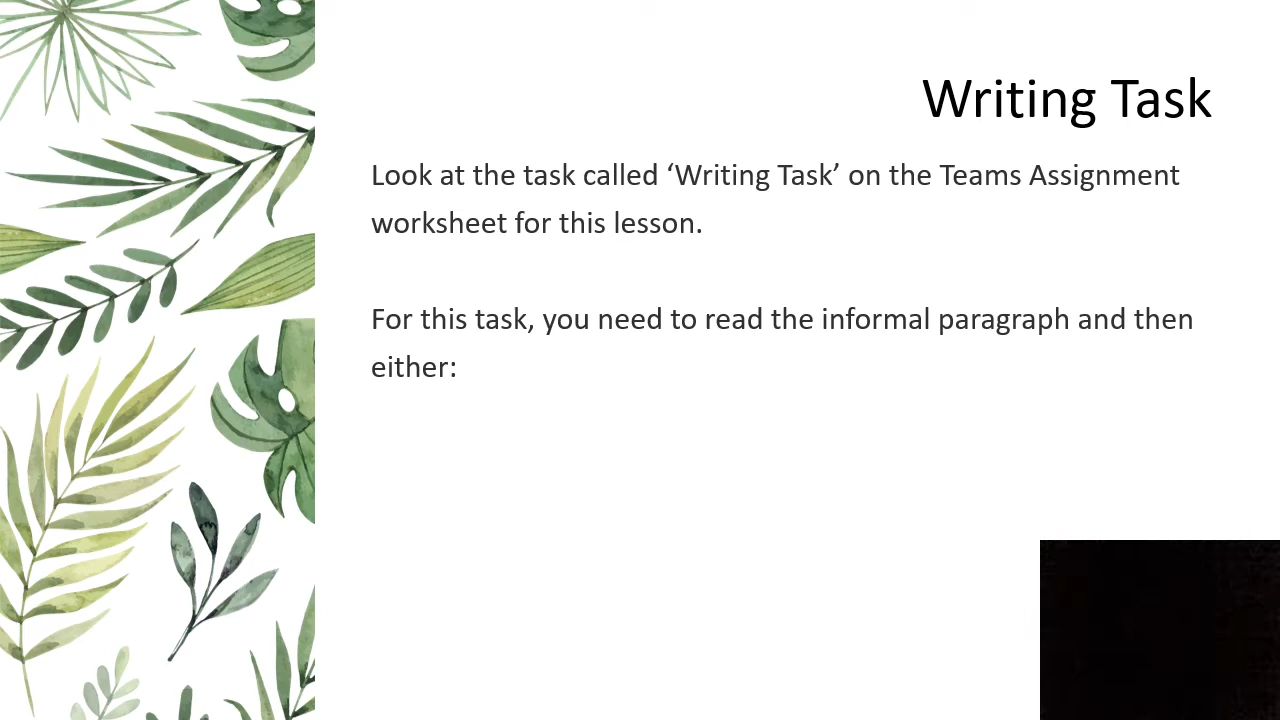 Writing Task
Look at the task called ‘Writing Task’ on the Teams Assignment
worksheet for this lesson.
For this task, you need to read the informal paragraph and then
either: